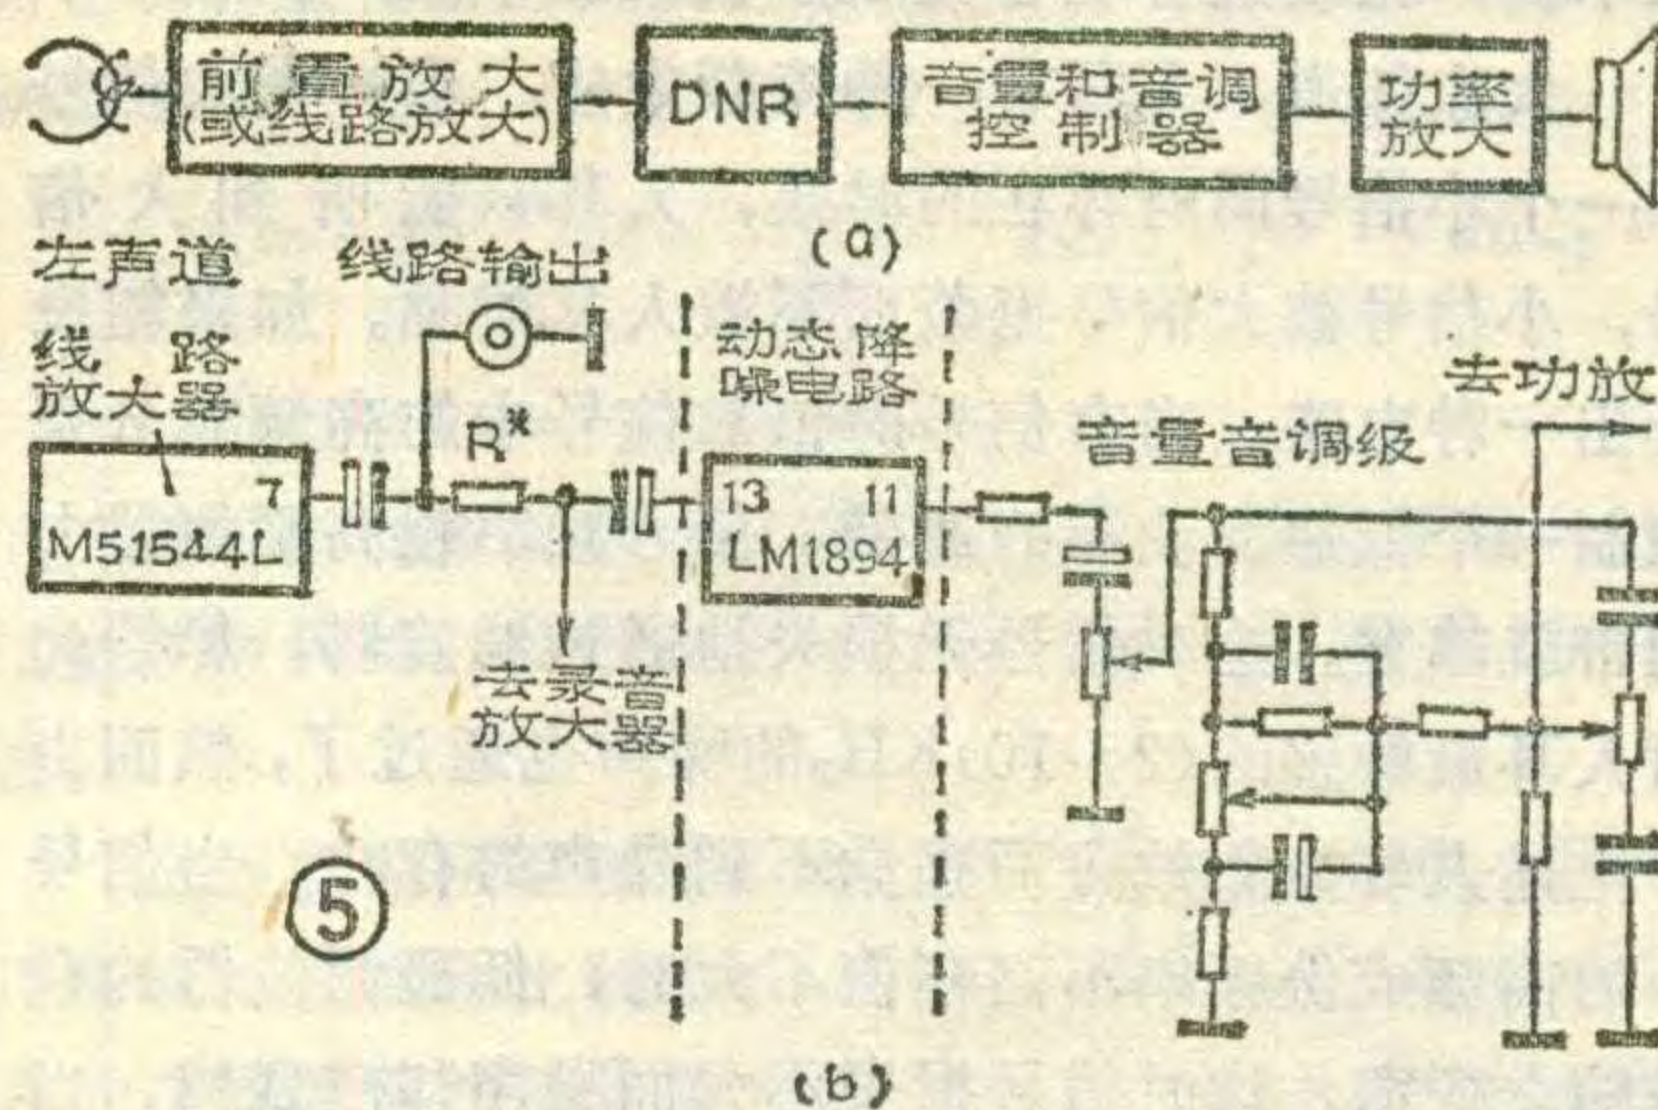 前置放大
(或线路放大)
DNR
音量和音调
控制器
功率
放大
(a)
左声道
线路输出
线路
放大器
7
M51544L
R*
去录音
放大器
动态降
噪电路
13 11
LM1894
音量音调级
去功放
⑤
(b)